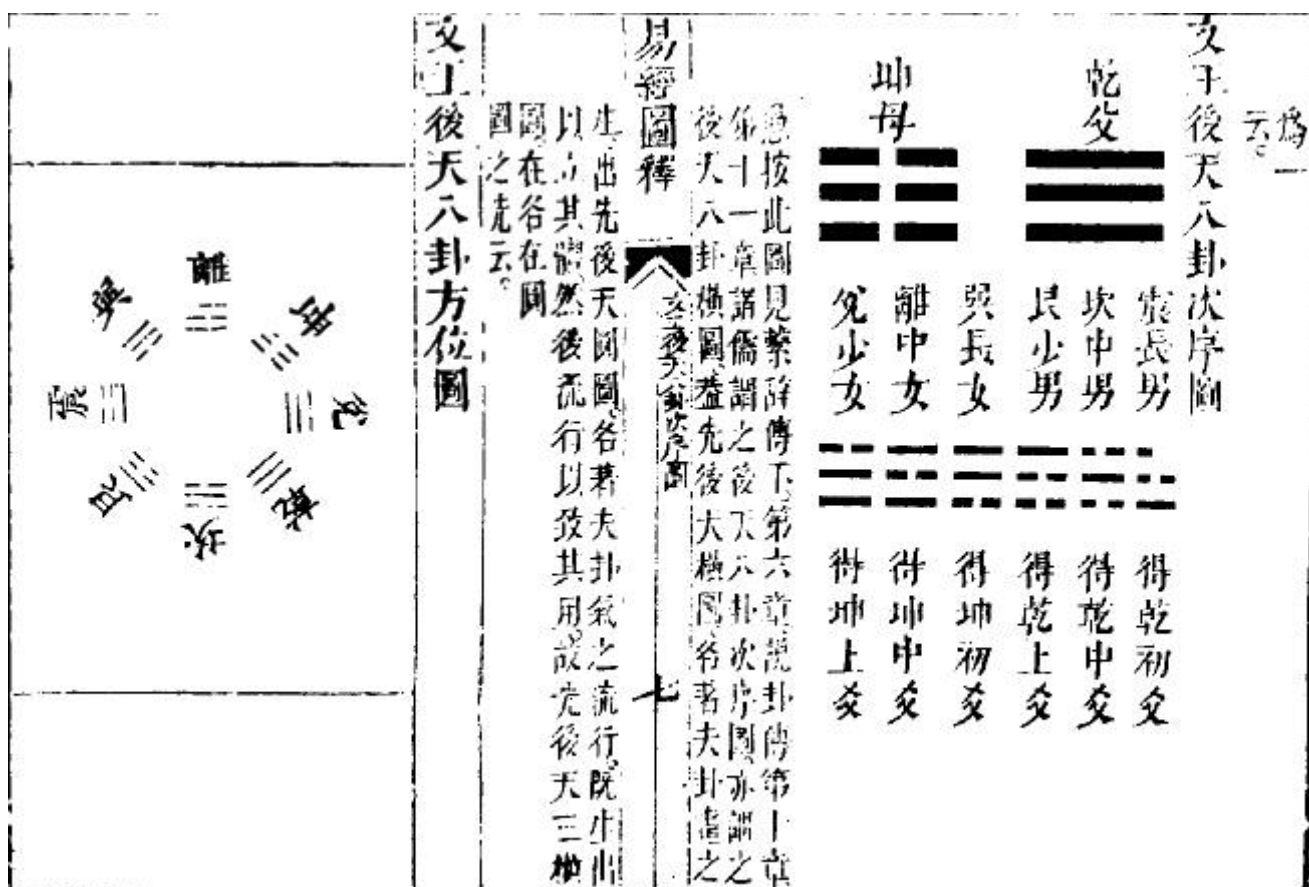 為一
云。
文王後天八卦次序圖
乾父
坤母
震長男
坎中男
艮少男
巽長女
離中女
兌少女
得乾初爻
得乾中爻
得乾上爻
得坤初爻
得坤中爻
得坤上爻
按此圖見繫辭傳下第六章說卦傳第十章
第十一章諸儒謂之後天八卦次序圖亦謂之
後天八卦橫圖蓋先後天橫圖各著夫卦畫之
易經圖釋
文王後天八卦次序圖
七
生出先後天圓圖各著夫卦氣之流行既生出
以立其體然後流行以致其用故先後天三橫
圖在各在圓
圖之先云。
文王後天八卦方位圖
離
坤
兌
乾
坎
艮
震
巽